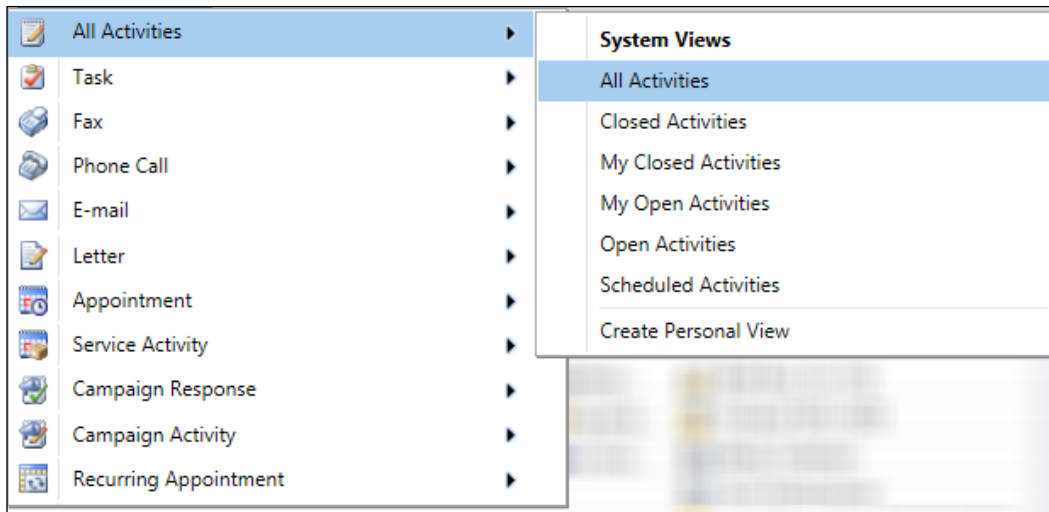 All Activities
Task
Fax
Phone Call
E-mail
Letter
Appointment
Service Activity
Campaign Response
Campaign Activity
Recurring Appointment
System Views
All Activities
Closed Activities
My Closed Activities
My Open Activities
Open Activities
Scheduled Activities
Create Personal View